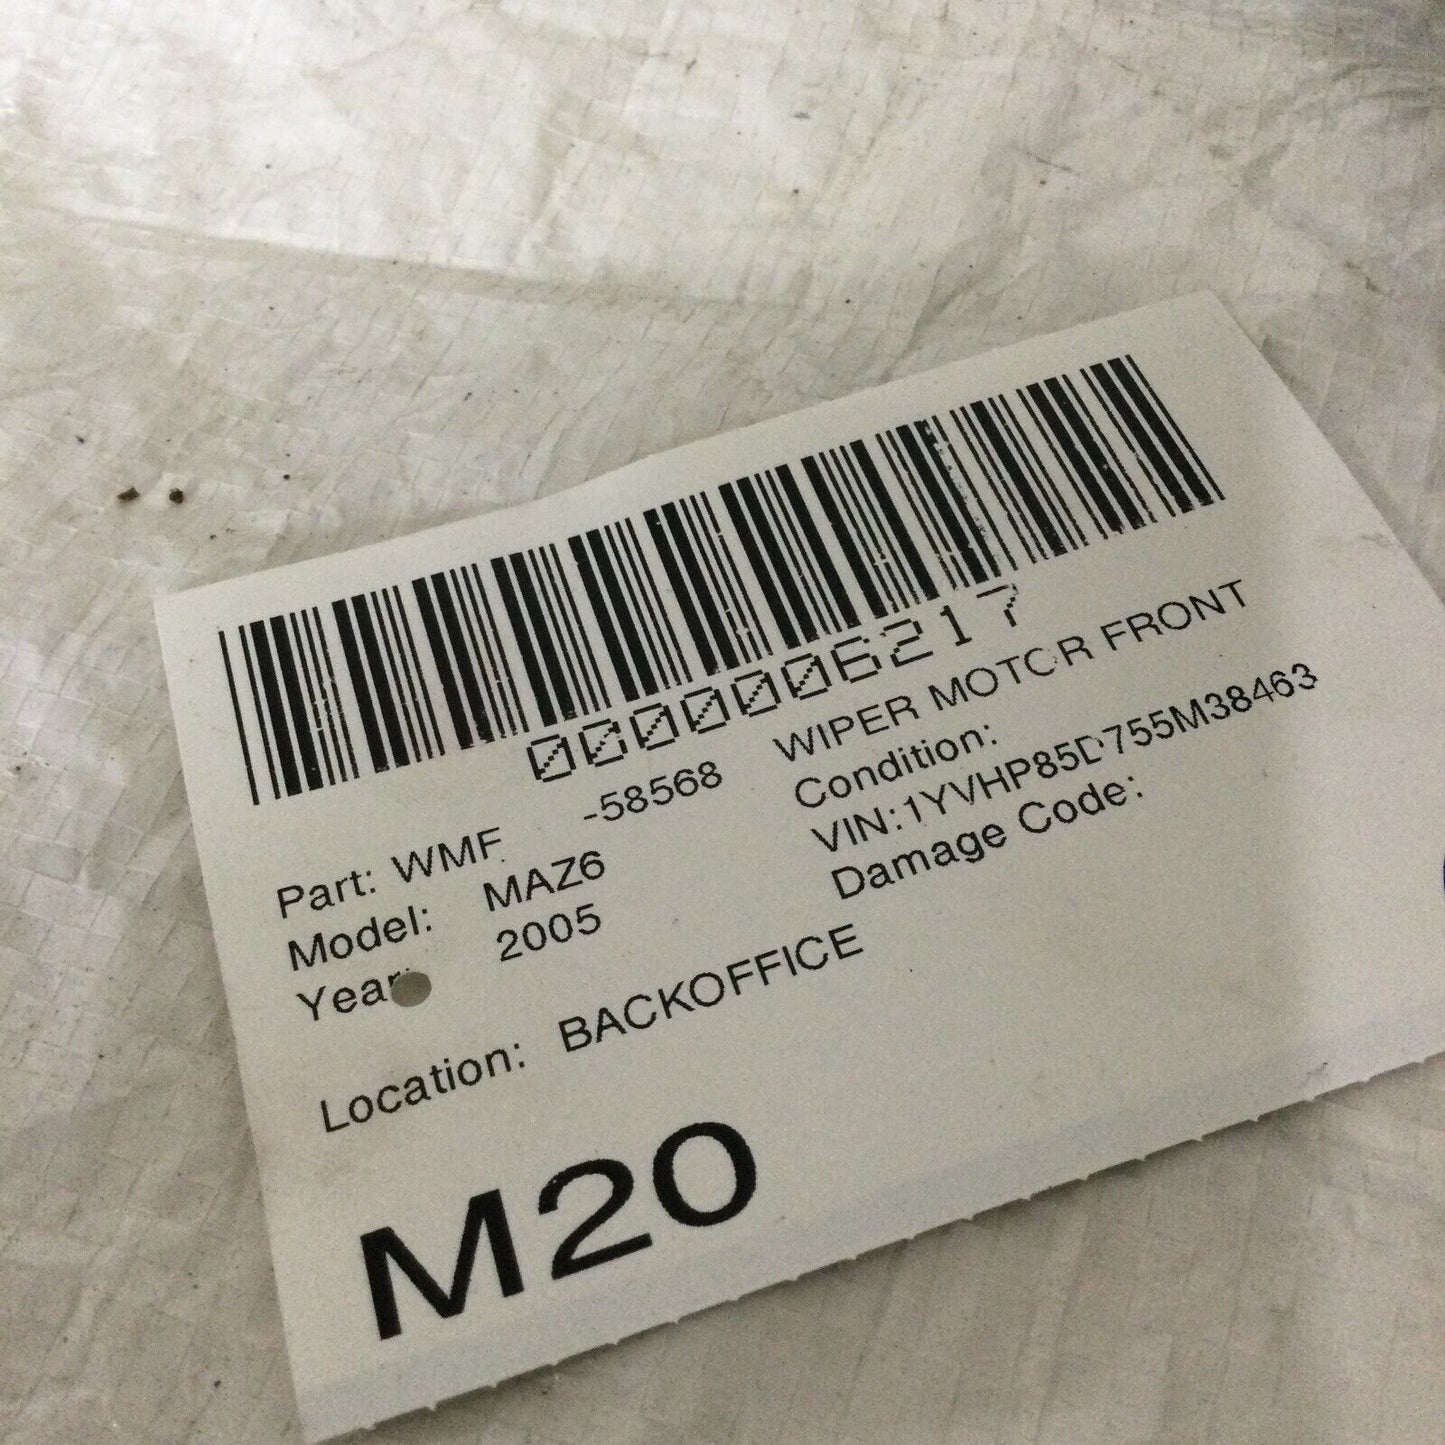 0000006217
Part: WMF -58568 WIPER MOTOR FRONT
Model: MAZ6 Condition:
Year: 2005 VIN:1YVHP85D755M38463
Damage Code:
Location: BACKOFFICE
M20